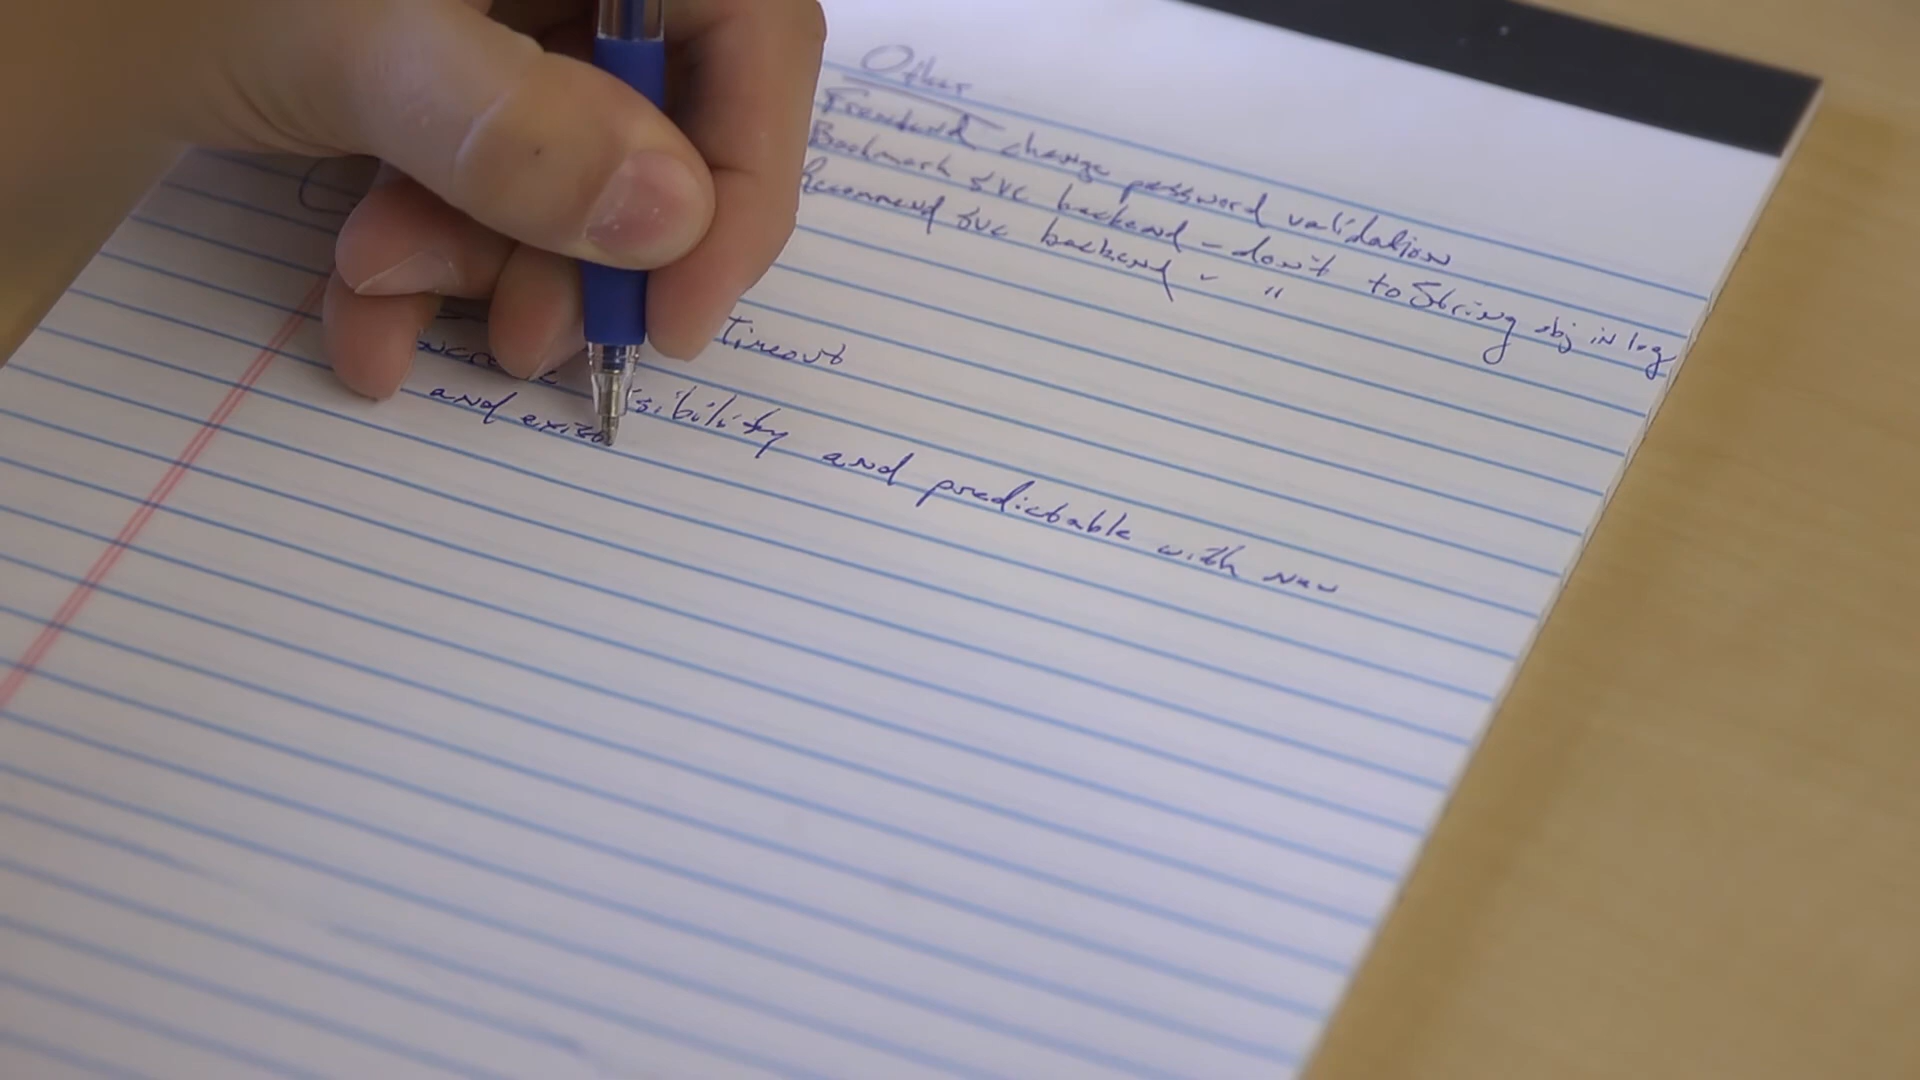 Other
Frontend change password validation
Bookmark svc backend - don't toString obj in log
Recommend svc backend " "
Timeout
sibility and predictable with new
and exist